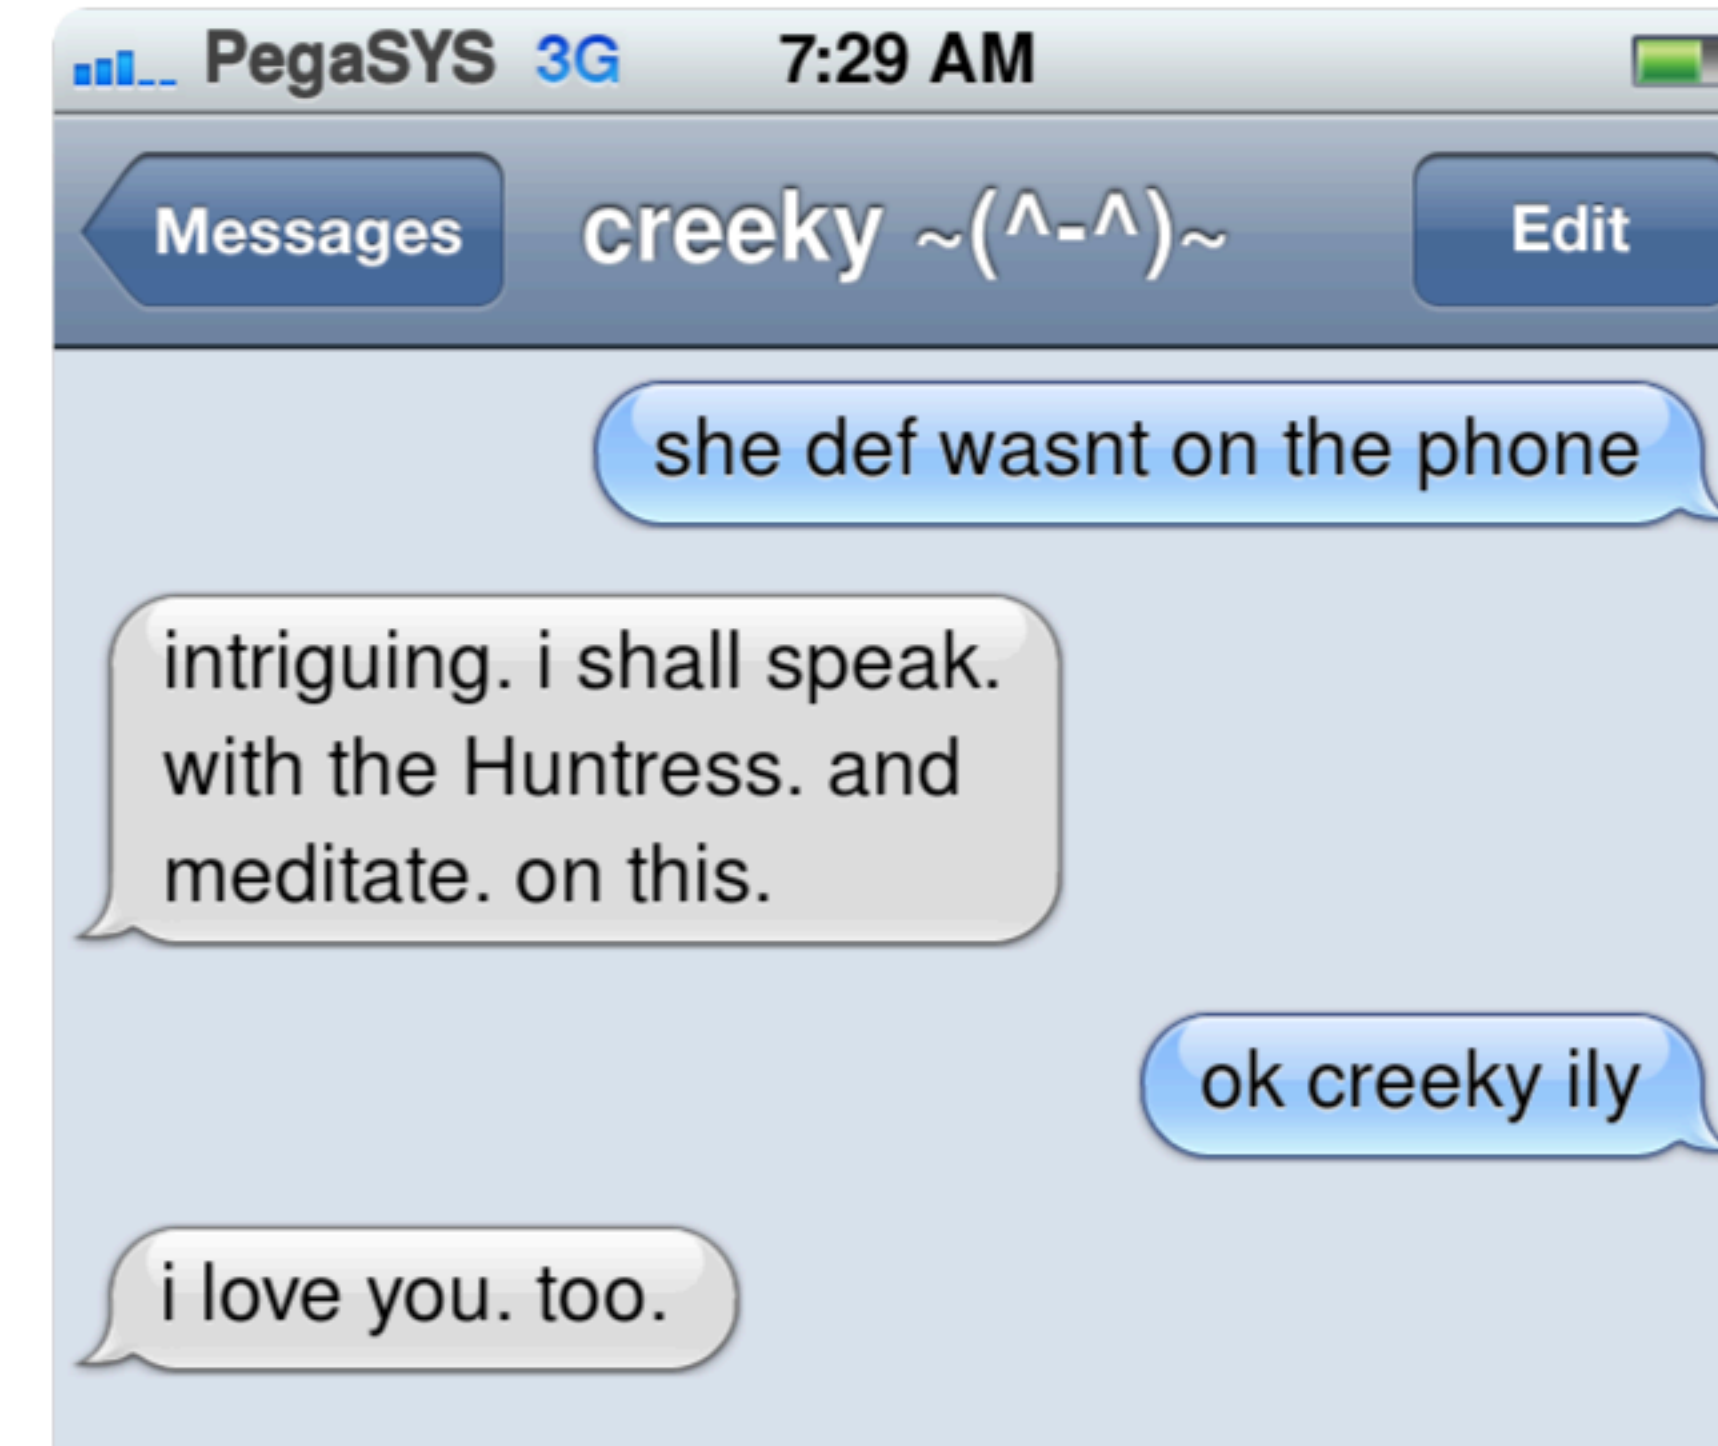 PegaSYS 3G 7:29 AM
Messages creeky ~(^-^)~ Edit
she def wasnt on the phone
intriguing. i shall speak.
with the Huntress. and
meditate. on this.
ok creeky ily
i love you. too.